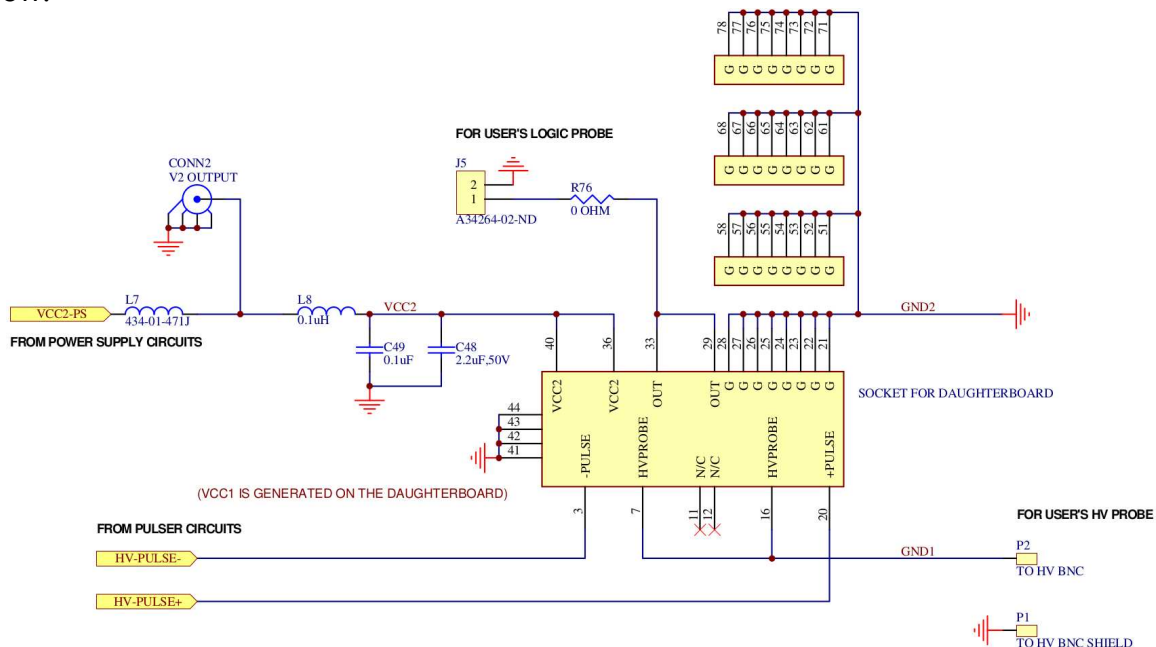 78 77 76 75 74 73 72 71
G G G G G G G G
68 67 66 65 64 63 62 61
G G G G G G G G
58 57 56 55 54 53 52 51
G G G G G G G G
FOR USER'S LOGIC PROBE
J5
2
1
A34264-02-ND
R76
0 OHM
CONN2
V2 OUTPUT
VCC2-PS
L7
434-01-471J
L8
0.1uH
VCC2
FROM POWER SUPPLY CIRCUITS
C49
0.1uF
C48
2.2uF,50V
GND2
40 36 33 29 28 27 26 25 24 23 22 21
VCC2 VCC2 OUT OUT G G G G G G G G
SOCKET FOR DAUGHTERBOARD
44
43
42
41
-PULSE HVPROBE N/C N/C HVPROBE +PULSE
3 7 11 12 16 20
(VCC1 IS GENERATED ON THE DAUGHTERBOARD)
FROM PULSER CIRCUITS
HV-PULSE-
HV-PULSE+
FOR USER'S HV PROBE
GND1
P2
TO HV BNC
P1
TO HV BNC SHIELD